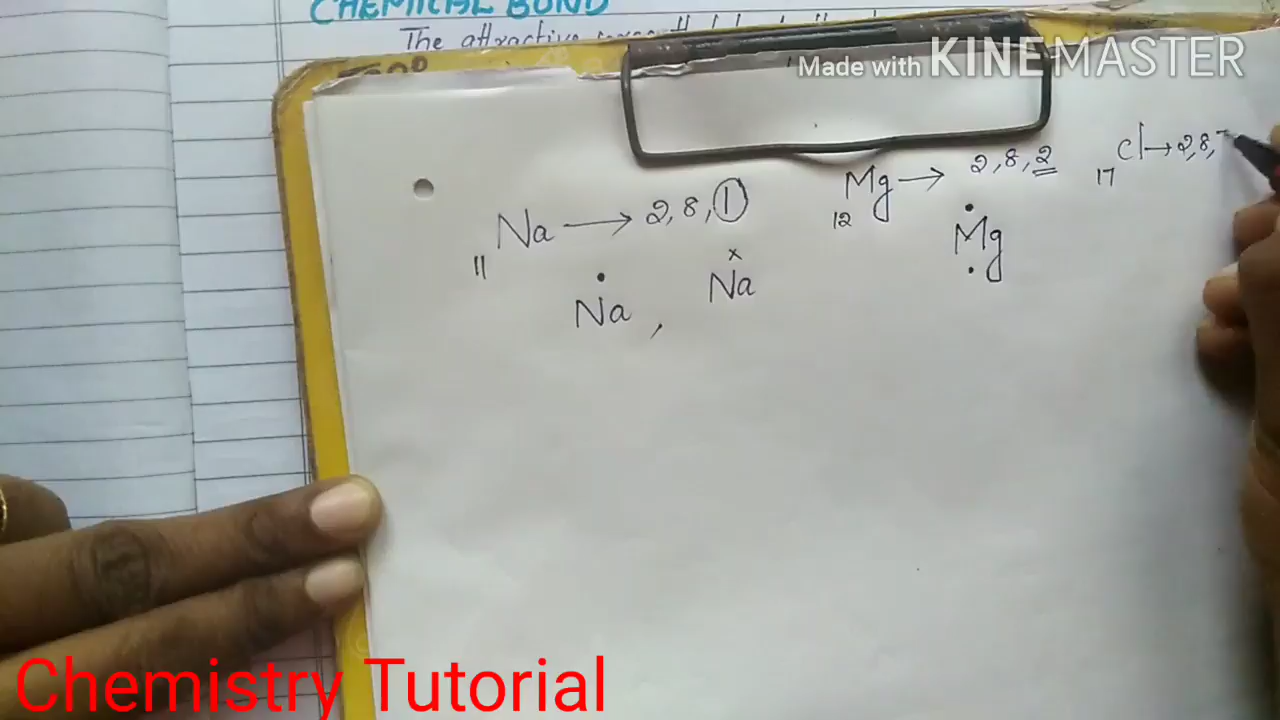 CHEMICAL BOND
The attractive
Made with KINEMASTER
11 Na → 2, 8, 1
Na , Na
12 Mg → 2, 8, 2
Mg
17 Cl → 2, 8,
Chemistry Tutorial